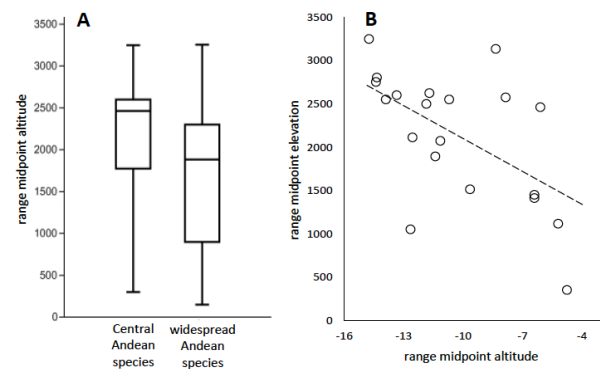 A
3500
3000
2500
2000
1500
1000
500
0
range midpoint altitude
Central
Andean
species
widespread
Andean
species
B
3500
3000
2500
2000
1500
1000
500
0
range midpoint elevation
-16 -13 -10 -7 -4
range midpoint altitude